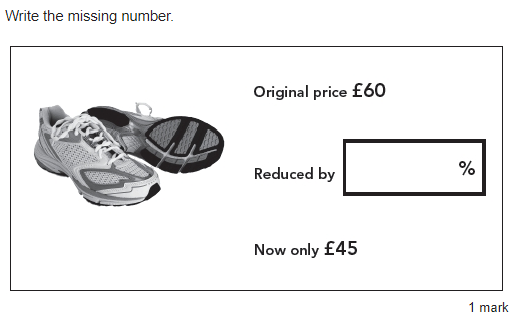 Write the missing number.
Original price £60
Reduced by %
Now only £45
1 mark